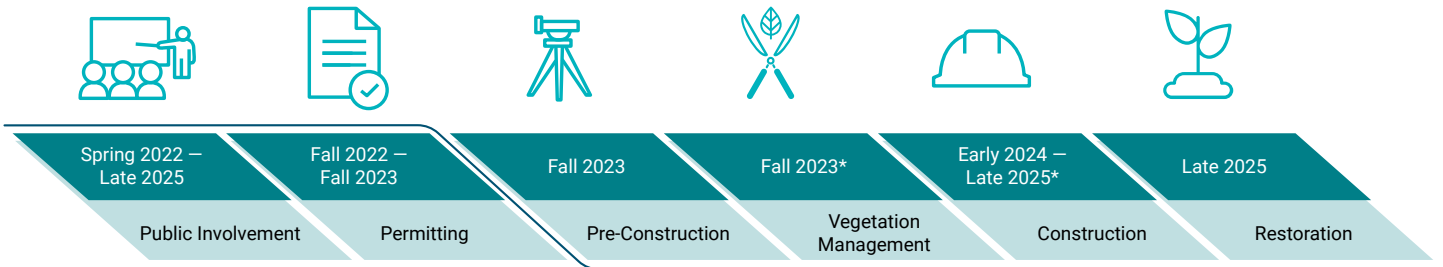 Spring 2022 —
Late 2025
Fall 2022 —
Fall 2023
Fall 2023
Fall 2023*
Early 2024 —
Late 2025*
Late 2025
Public Involvement
Permitting
Pre-Construction
Vegetation
Management
Construction
Restoration